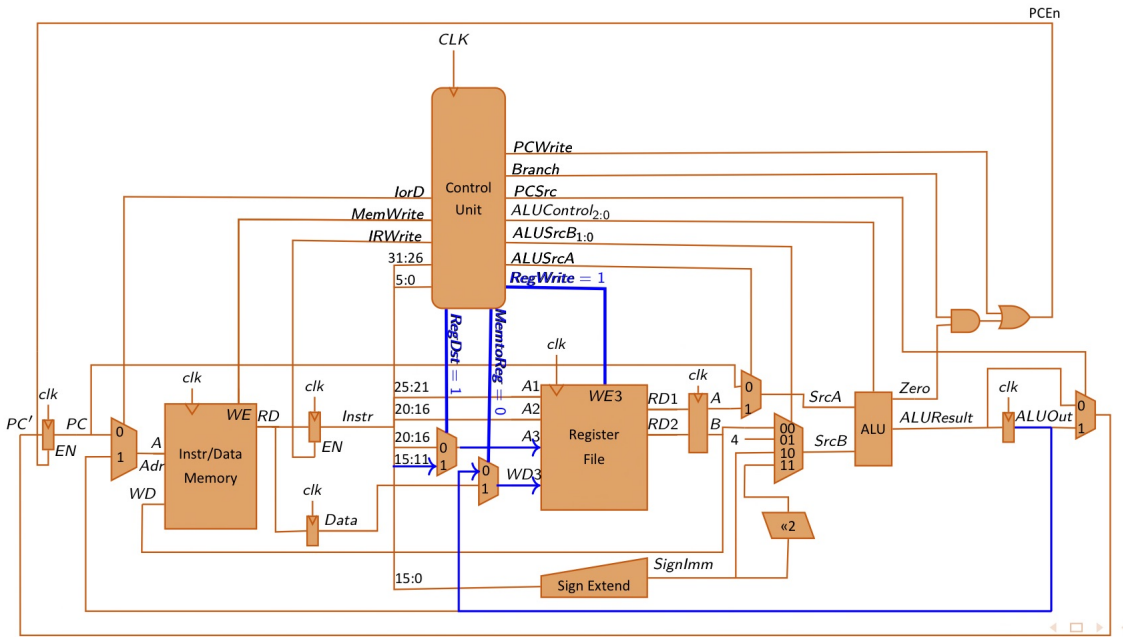 PCEn
CLK
Control
Unit
PCWrite
Branch
PCSrc
ALUControl2:0
ALUSrcB1:0
ALUSrcA
RegWrite = 1
IorD
MemWrite
IRWrite
31:26
5:0
RegDst = 1
MemtoReg = 0
clk
PC′
PC
EN
0
1
A
Adr
WD
clk
WE
RD
Instr/Data
Memory
clk
EN
Instr
clk
Data
25:21
20:16
20:16
15:11
15:0
0
1
0
1
clk
A1
A2
A3
WD3
WE3
Register
File
RD1
RD2
clk
A
B
4
0
1
00
01
10
11
SrcA
SrcB
«2
Sign Extend
SignImm
ALU
Zero
ALUResult
clk
ALUOut
0
1